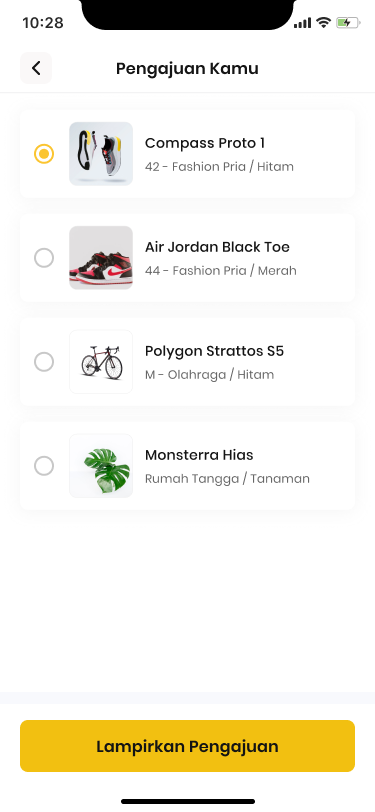 10:28
Pengajuan Kamu
Compass Proto 1
42 - Fashion Pria / Hitam
Air Jordan Black Toe
44 - Fashion Pria / Merah
Polygon Strattos S5
M - Olahraga / Hitam
Monsterra Hias
Rumah Tangga / Tanaman
Lampirkan Pengajuan